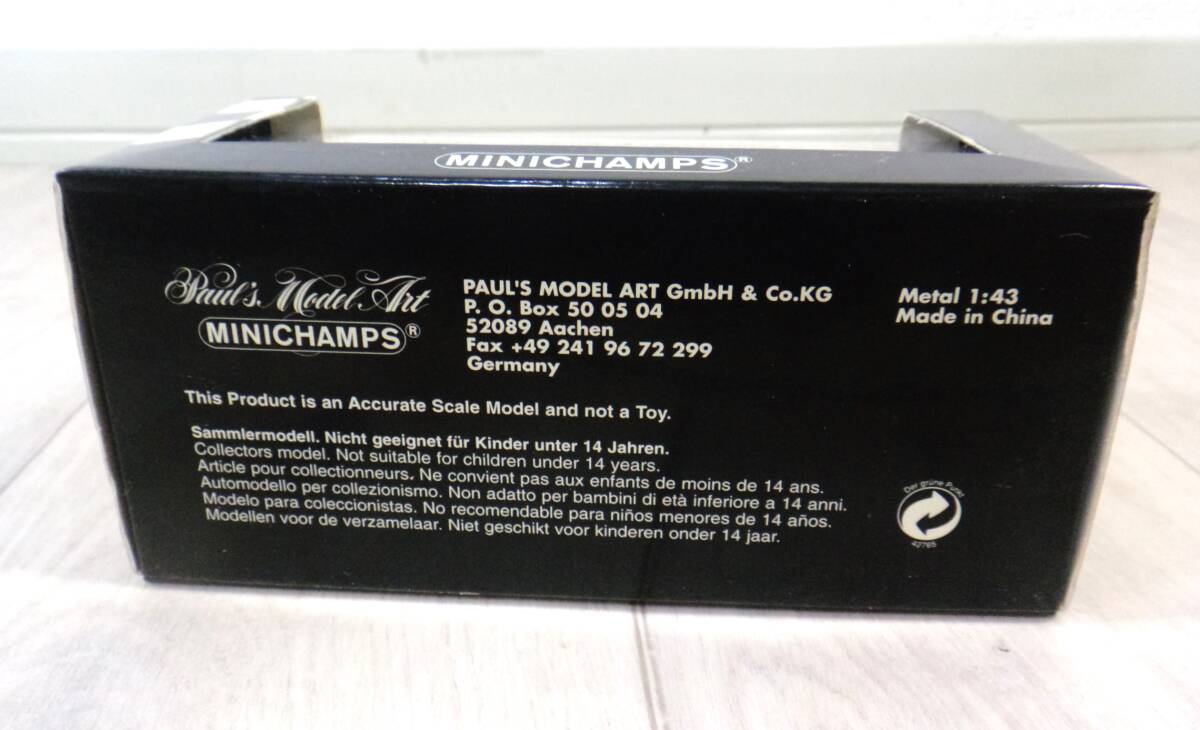 MINICHAMPS®
Paul's Model Art
MINICHAMPS®
PAUL'S MODEL ART GmbH & Co.KG
P. O. Box 50 05 04
52089 Aachen
Fax +49 241 96 72 299
Germany
Metal 1:43
Made in China
This Product is an Accurate Scale Model and not a Toy.
Sammlermodell. Nicht geeignet für Kinder unter 14 Jahren.
Collectors model. Not suitable for children under 14 years.
Article pour collectionneurs. Ne convient pas aux enfants de moins de 14 ans.
Automodello per collezionismo. Non adatto per bambini di età inferiore a 14 anni.
Modelo para coleccionistas. No recomendable para niños menores de 14 años.
Modellen voor de verzamelaar. Niet geschikt voor kinderen onder 14 jaar.
Der grüne Punkt
42765